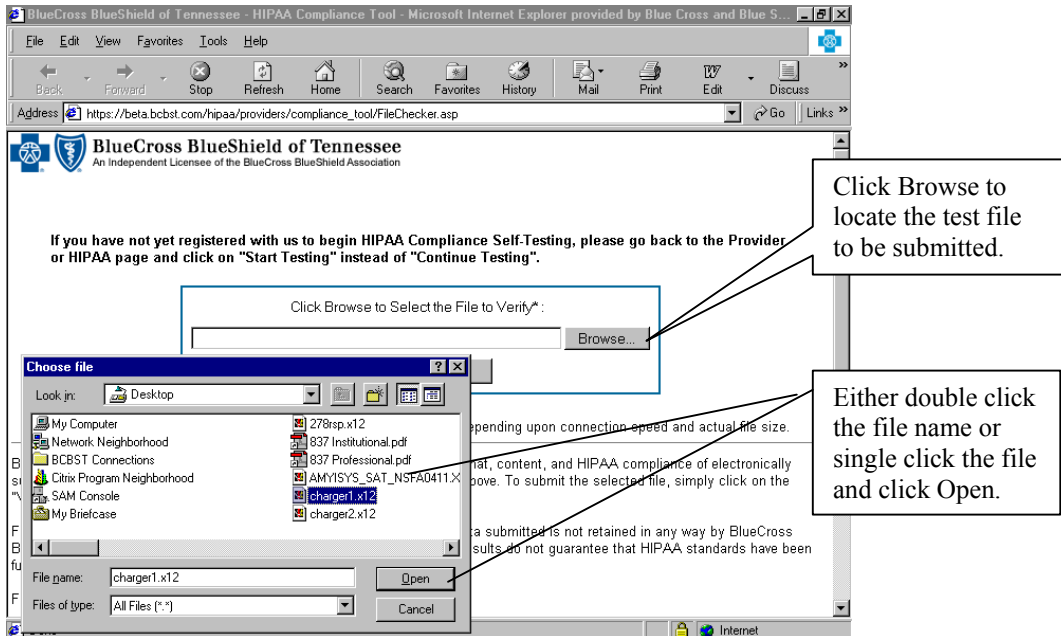 BlueCross BlueShield of Tennessee - HIPAA Compliance Tool - Microsoft Internet Explorer provided by Blue Cross and Blue S...
File Edit View Favorites Tools Help
Back Forward Stop Refresh Home Search Favorites History Mail Print Edit Discuss
Address https://beta.bcbst.com/hipaa/providers/compliance_tool/FileChecker.asp Go Links
BlueCross BlueShield of Tennessee
An Independent Licensee of the BlueCross BlueShield Association
If you have not yet registered with us to begin HIPAA Compliance Self-Testing, please go back to the Provider
or HIPAA page and click on "Start Testing" instead of "Continue Testing".
Click Browse to Select the File to Verify* :
Browse...
Click Browse to
locate the test file
to be submitted.
Choose file
Look in: Desktop
My Computer
Network Neighborhood
BCBST Connections
Citrix Program Neighborhood
SAM Console
My Briefcase
278rsp.x12
837 Institutional.pdf
837 Professional.pdf
AMYISYS_SAT_NSFA0411.X
charger1.x12
charger2.x12
File name: charger1.x12
Open
Files of type: All Files (*.*)
Cancel
epending upon connection speed and actual file size.
nat, content, and HIPAA compliance of electronically
ove. To submit the selected file, simply click on the
ta submitted is not retained in any way by BlueCross
sults do not guarantee that HIPAA standards have been
Either double click
the file name or
single click the file
and click Open.
Internet